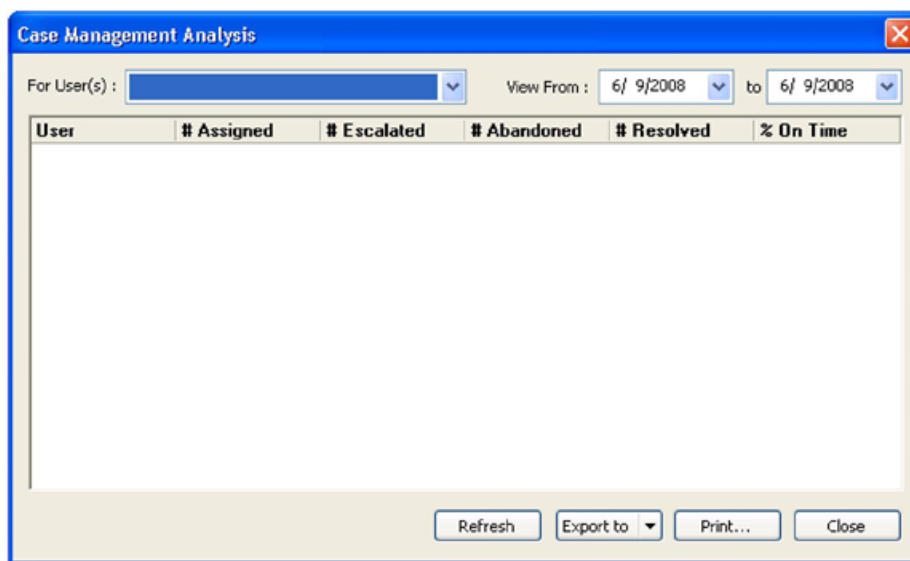 Case Management Analysis
For User(s) : View From : 6/ 9/2008 to 6/ 9/2008
User # Assigned # Escalated # Abandoned # Resolved % On Time
Refresh Export to Print... Close